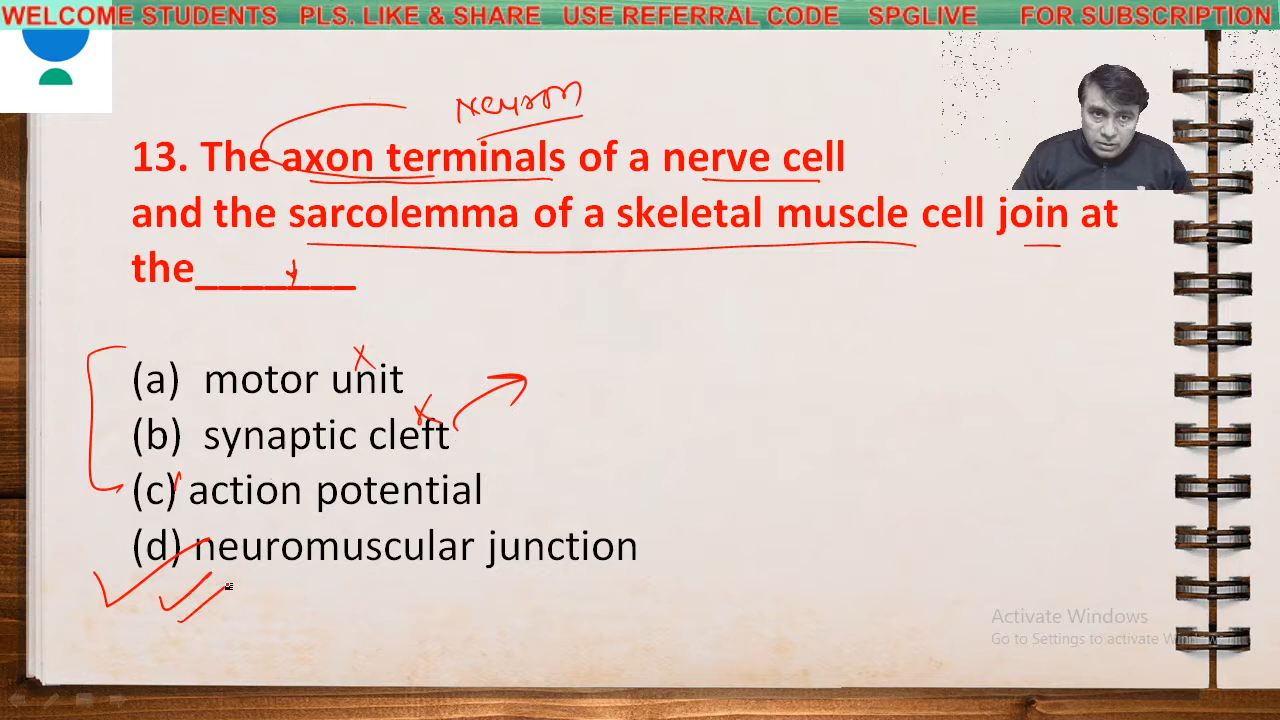 WELCOME STUDENTS PLS. LIKE & SHARE USE REFERRAL CODE SPGLIVE FOR SUBSCRIPTION
Neuron
13. The axon terminals of a nerve cell
and the sarcolemma of a skeletal muscle cell join at
the_______
(a) motor unit
(b) synaptic cleft
(c) action potential
(d) neuromuscular junction
Activate Windows
Go to Settings to activate Windows.